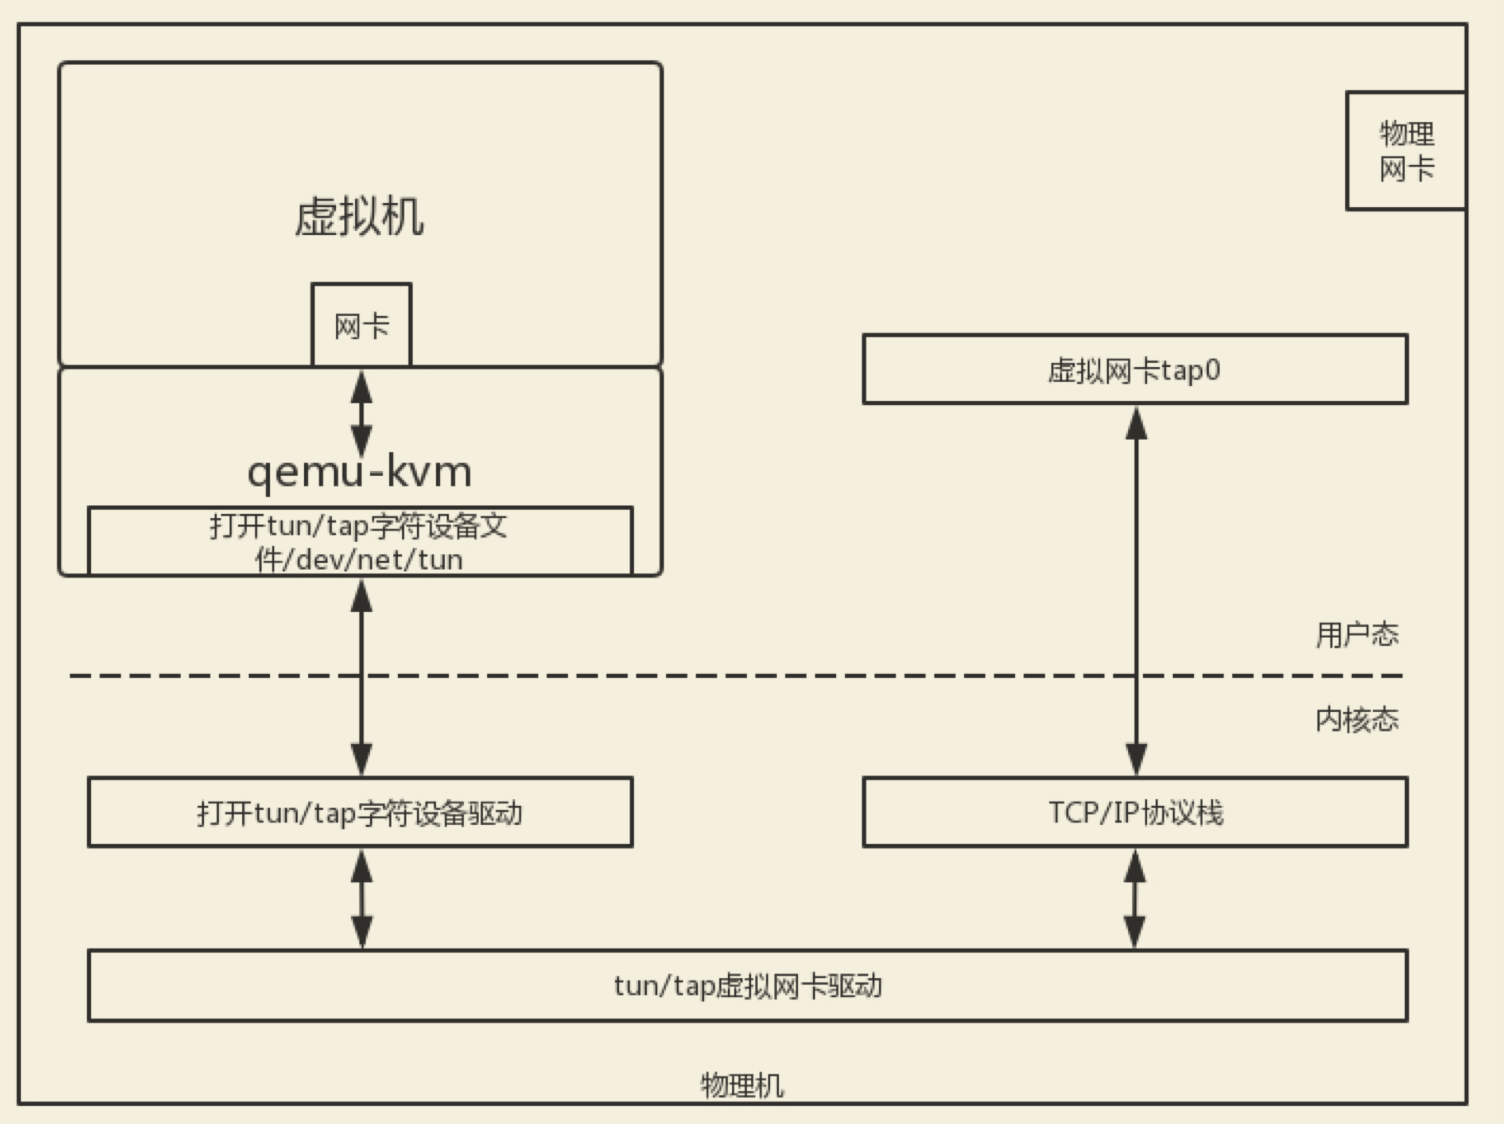 虚拟机
物理
网卡
网卡
虚拟网卡tap0
qemu-kvm
打开tun/tap字符设备文
件/dev/net/tun
用户态
内核态
打开tun/tap字符设备驱动
TCP/IP协议栈
tun/tap虚拟网卡驱动
物理机